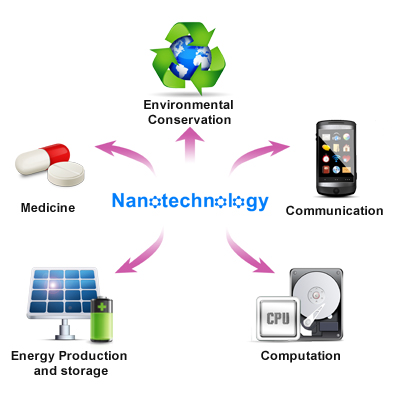 Environmental
Conservation
Medicine
Nanotechnology
Communication
Energy Production
and storage
CPU
Computation